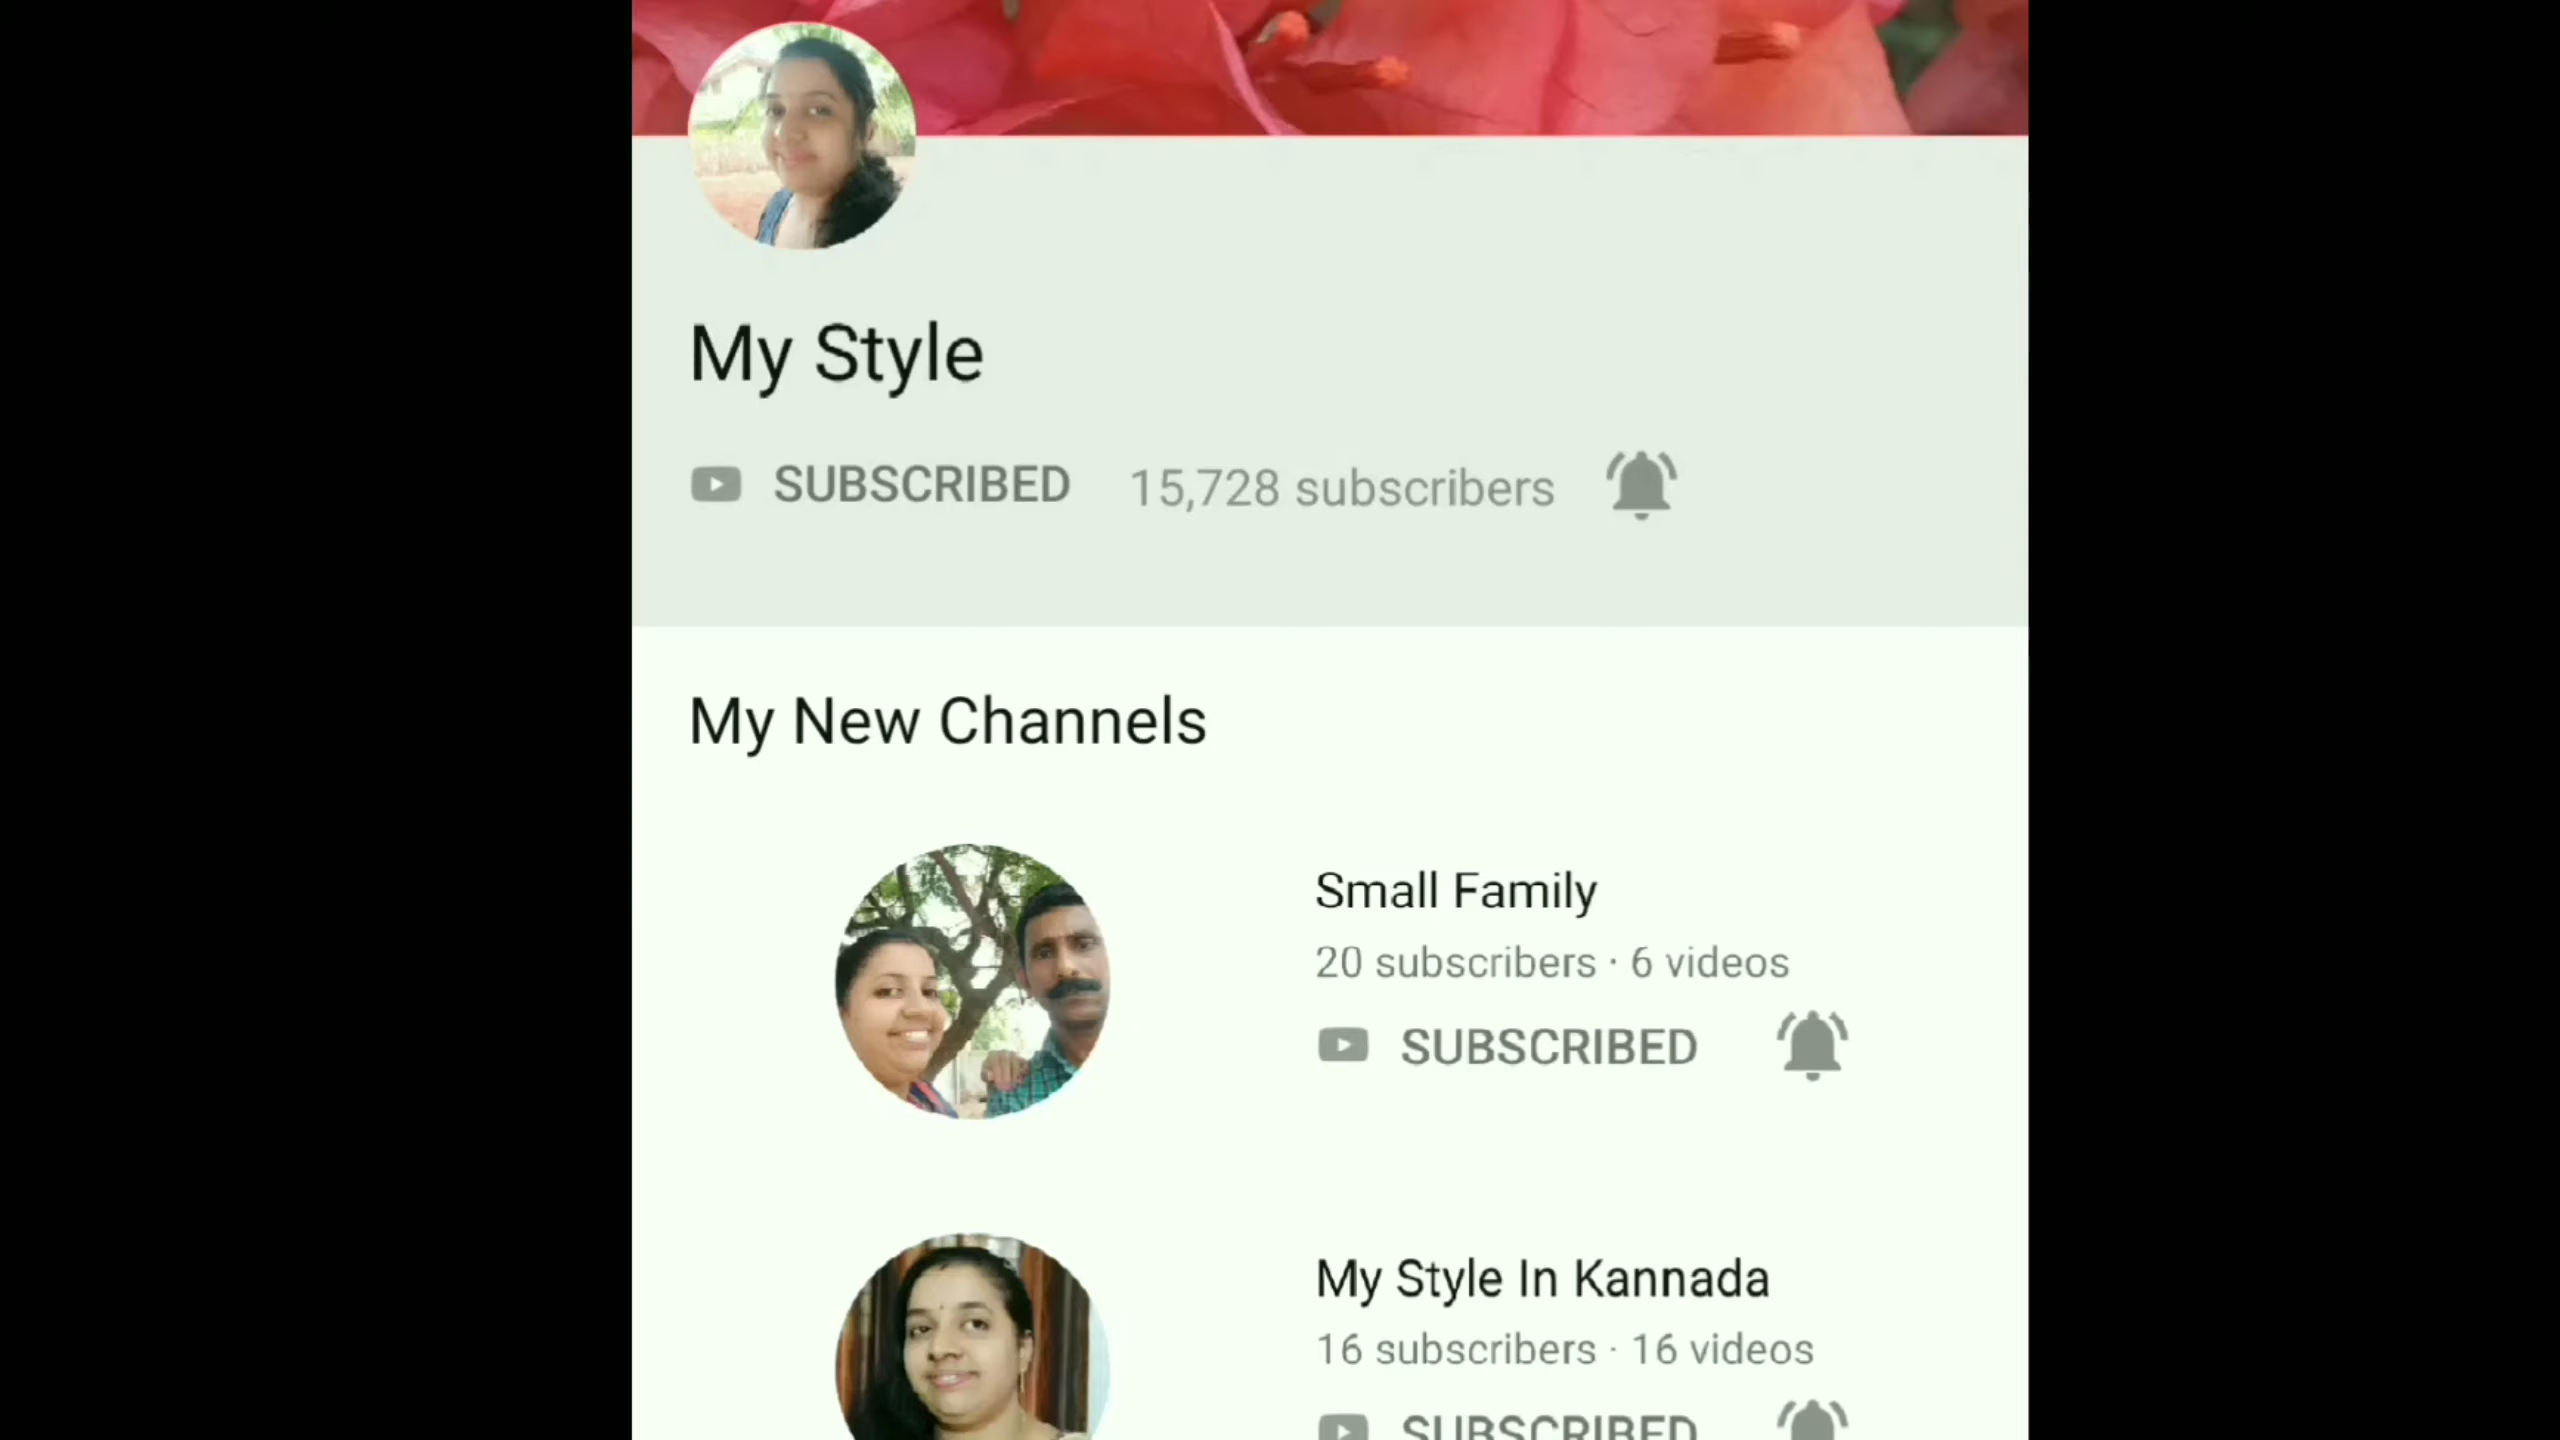 My Style
SUBSCRIBED 15,728 subscribers
My New Channels
Small Family
20 subscribers · 6 videos
SUBSCRIBED
My Style In Kannada
16 subscribers · 16 videos
SUBSCRIBED